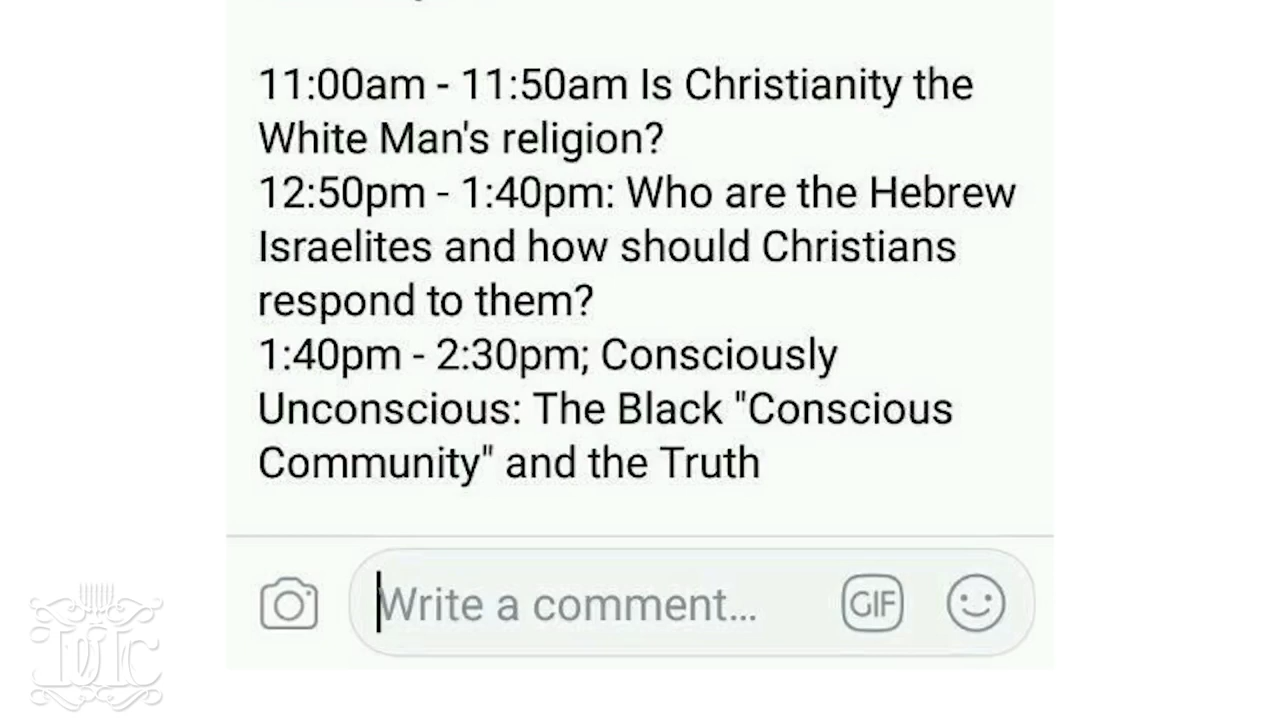 11:00am - 11:50am Is Christianity the
White Man's religion?
12:50pm - 1:40pm: Who are the Hebrew
Israelites and how should Christians
respond to them?
1:40pm - 2:30pm; Consciously
Unconscious: The Black "Conscious
Community" and the Truth
Write a comment...
GIF
IUIC